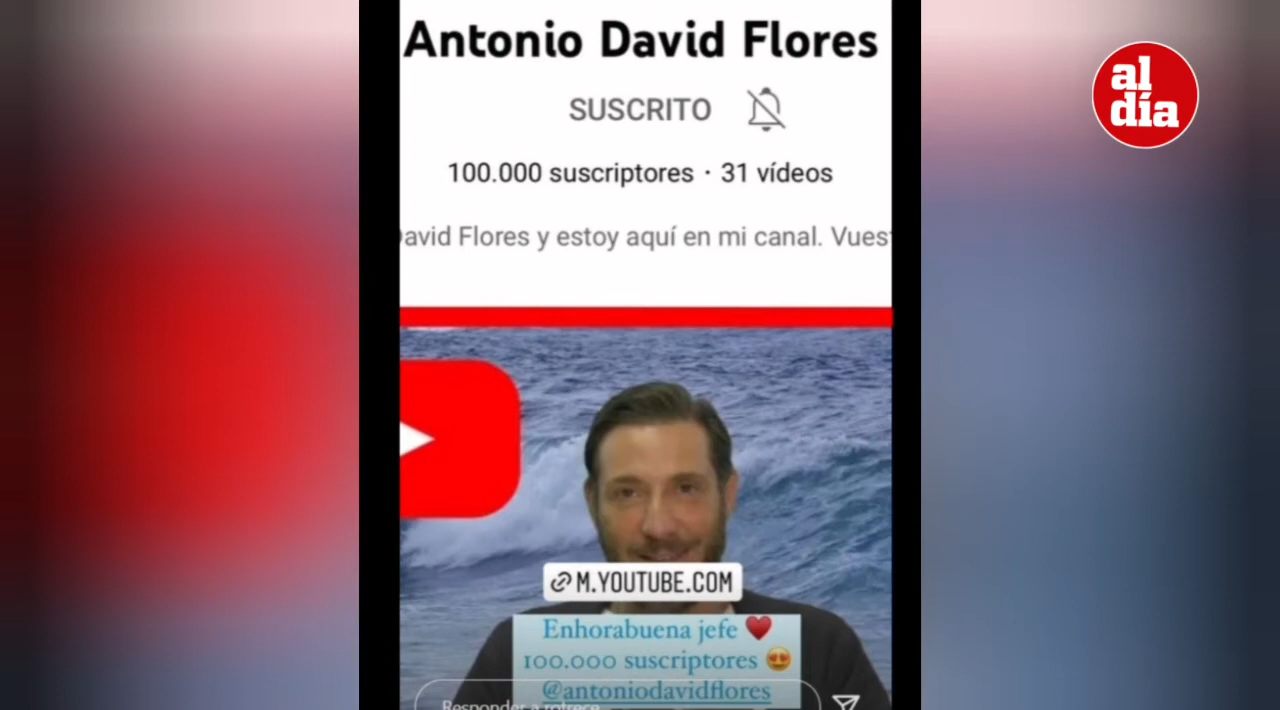 Antonio David Flores
SUSCRITO
100.000 suscriptores · 31 vídeos
David Flores y estoy aquí en mi canal. Vues
al
día
M.YOUTUBE.COM
Enhorabuena jefe ♥️
100.000 suscriptores 😍
@antoniodavidflores
Responder a